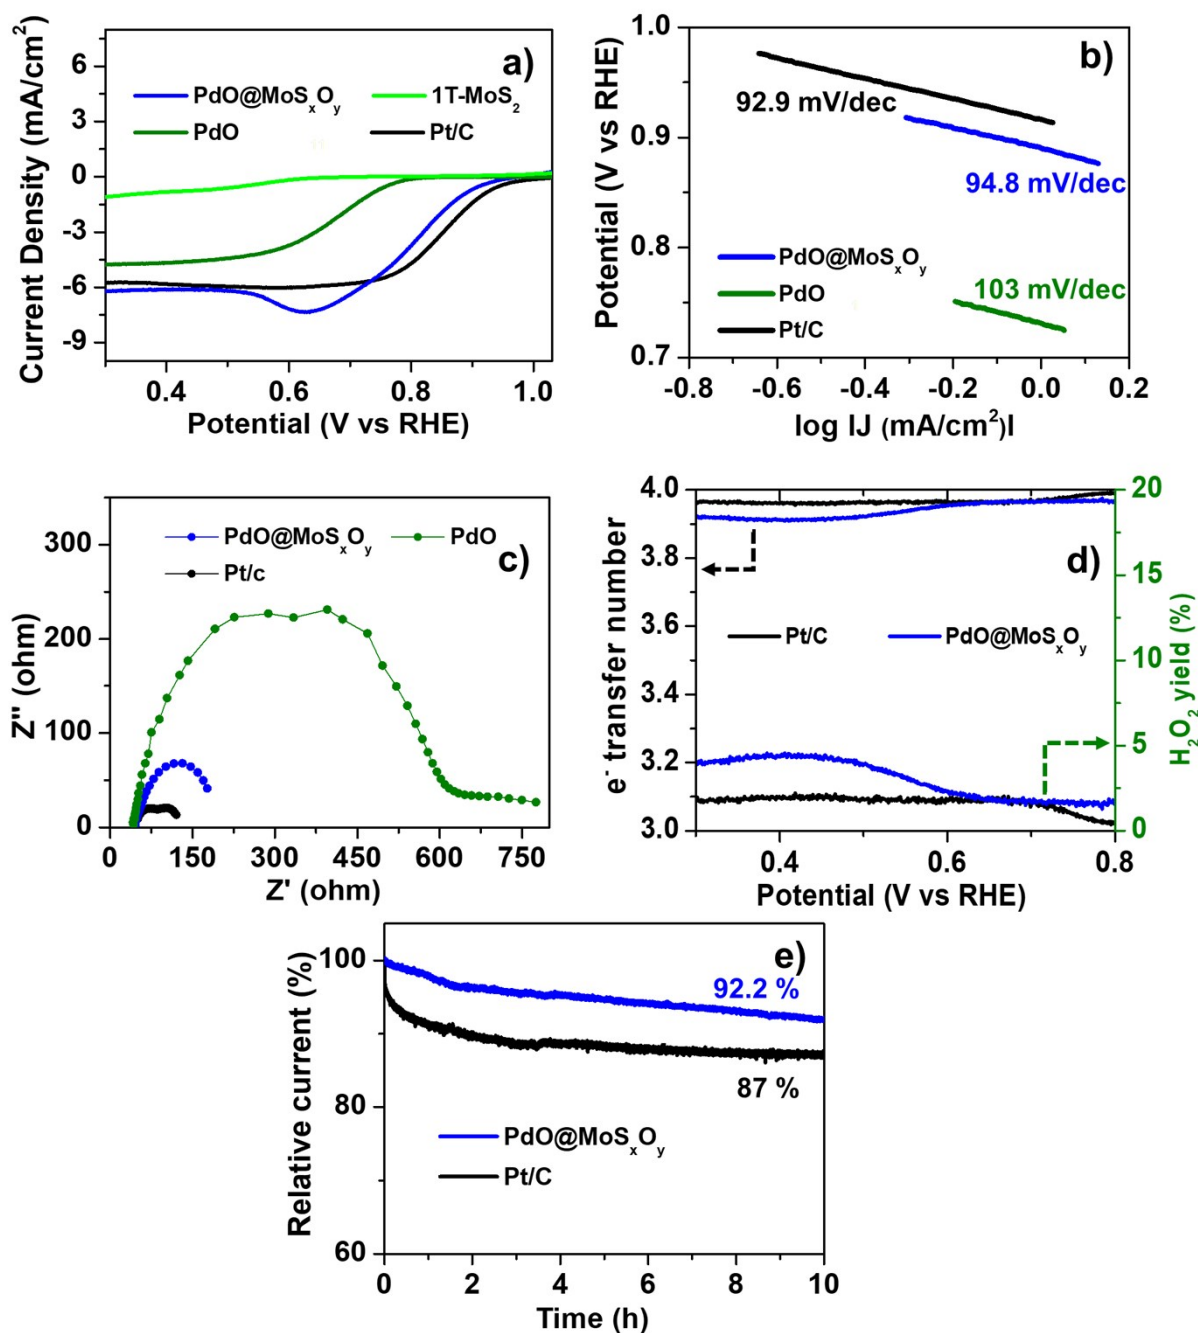 a)
PdO@MoSxOy
1T-MoS2
PdO
Pt/C
6
3
0
-3
-6
-9
0.4
0.6
0.8
1.0
Current Density (mA/cm²)
Potential (V vs RHE)
b)
92.9 mV/dec
94.8 mV/dec
103 mV/dec
PdO@MoSxOy
PdO
Pt/C
1.0
0.9
0.8
0.7
-0.8
-0.6
-0.4
-0.2
0.0
0.2
Potential (V vs RHE)
log IJ (mA/cm²)I
c)
PdO@MoSxOy
PdO
Pt/c
300
200
100
0
0
150
300
450
600
750
Z'' (ohm)
Z' (ohm)
d)
Pt/C
PdO@MoSxOy
4.0
3.8
3.6
3.4
3.2
3.0
20
15
10
5
0
0.4
0.6
0.8
e- transfer number
H2O2 yield (%)
Potential (V vs RHE)
e)
92.2 %
87 %
PdO@MoSxOy
Pt/C
100
80
60
0
2
4
6
8
10
Relative current (%)
Time (h)